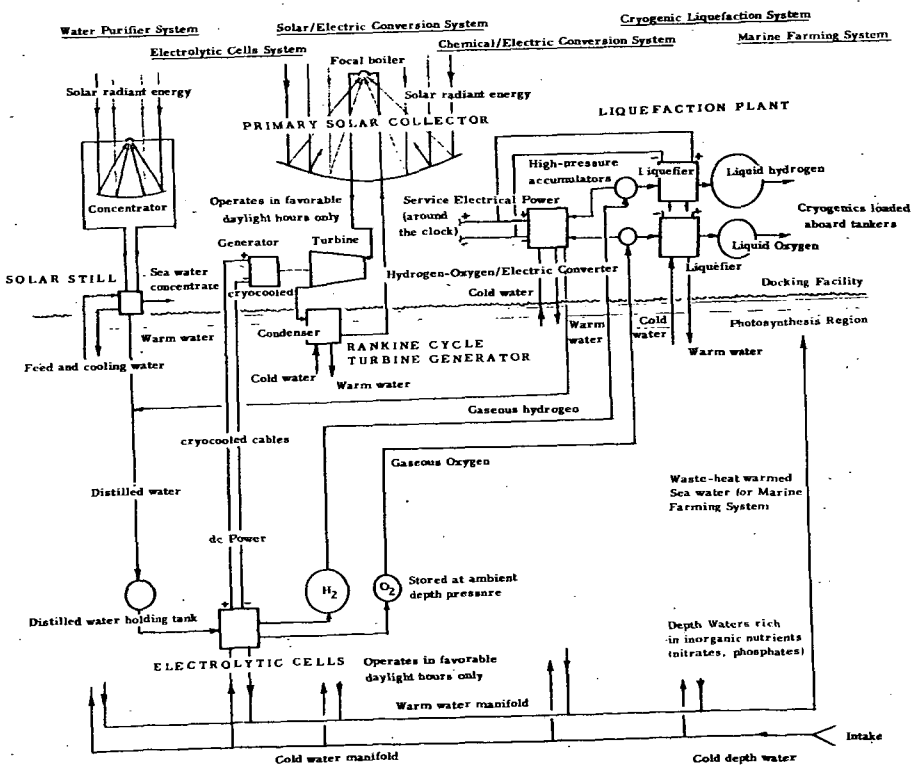 Water Purifier System
Solar/Electric Conversion System
Cryogenic Liquefaction System
Electrolytic Cells System
Chemical/Electric Conversion System
Marine Farming System
Focal boiler
Solar radiant energy
Solar radiant energy
LIQUEFACTION PLANT
PRIMARY SOLAR COLLECTOR
High-pressure
accumulators
- +
Liquefier
Liquid hydrogen
Concentrator
Operates in favorable
daylight hours only
Service Electrical Power
(around
the clock)
+
-
- +
Cryogenics loaded
aboard tankers
Generator
Turbine
Liquid Oxygen
+
-
cryocooled
Hydrogen-Oxygen/Electric Converter
Liquefier
SOLAR STILL
Sea water
concentrate
Cold water
Docking Facility
Condenser
Warm
water
Cold
water
Photosynthesis Region
Warm water
RANKINE CYCLE
TURBINE GENERATOR
Warm water
Feed and cooling water
Cold water
Warm water
Gaseous hydrogeo
cryocooled cables
Gaseous Oxygen
Waste-heat warmed
Sea water for Marine
Farming System
Distilled water
dc Power
H2
O2
Stored at ambient
depth pressure
+ -
Distilled water holding tank
Depth Waters rich
in inorganic nutrients
(nitrates, phosphates)
ELECTROLYTIC CELLS
Operates in favorable
daylight hours only
Warm water manifold
Intake
Cold water manifold
Cold depth water